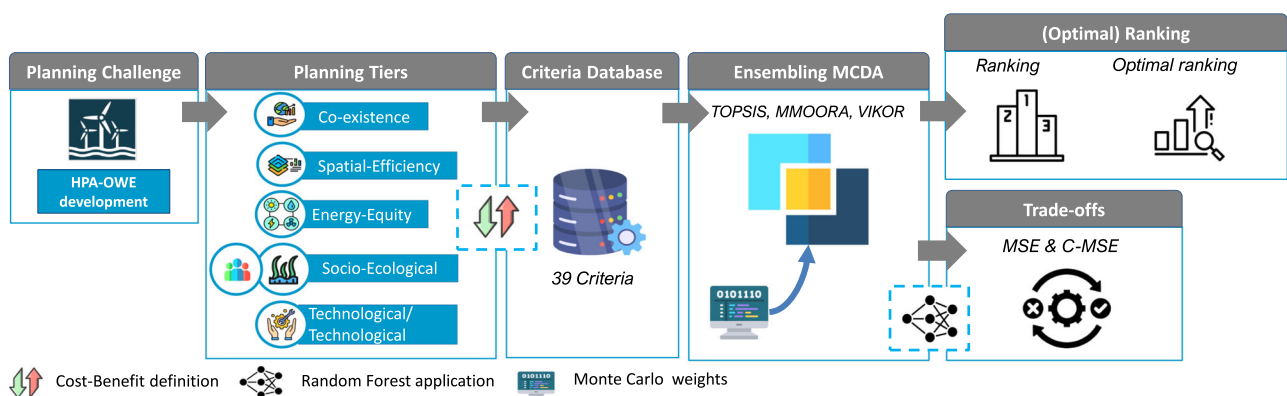 Planning Challenge
HPA-OWE
development
Planning Tiers
Co-existence
Spatial-Efficiency
Energy-Equity
Socio-Ecological
Technological/
Technological
Criteria Database
39 Criteria
Ensembling MCDA
TOPSIS, MMOORA, VIKOR
0101110
(Optimal) Ranking
Ranking
Optimal ranking
1
2
3
Trade-offs
MSE & C-MSE
Cost-Benefit definition
Random Forest application
0101110
Monte Carlo weights